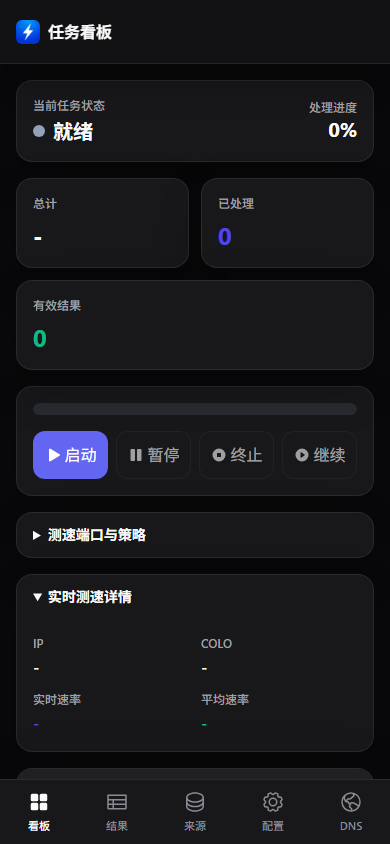 任务看板
当前任务状态
处理进度
就绪
0%
总计
已处理
-
0
有效结果
0
启动
暂停
终止
继续
测速端口与策略
实时测速详情
IP
COLO
-
-
实时速率
平均速率
-
-
看板
结果
来源
配置
DNS